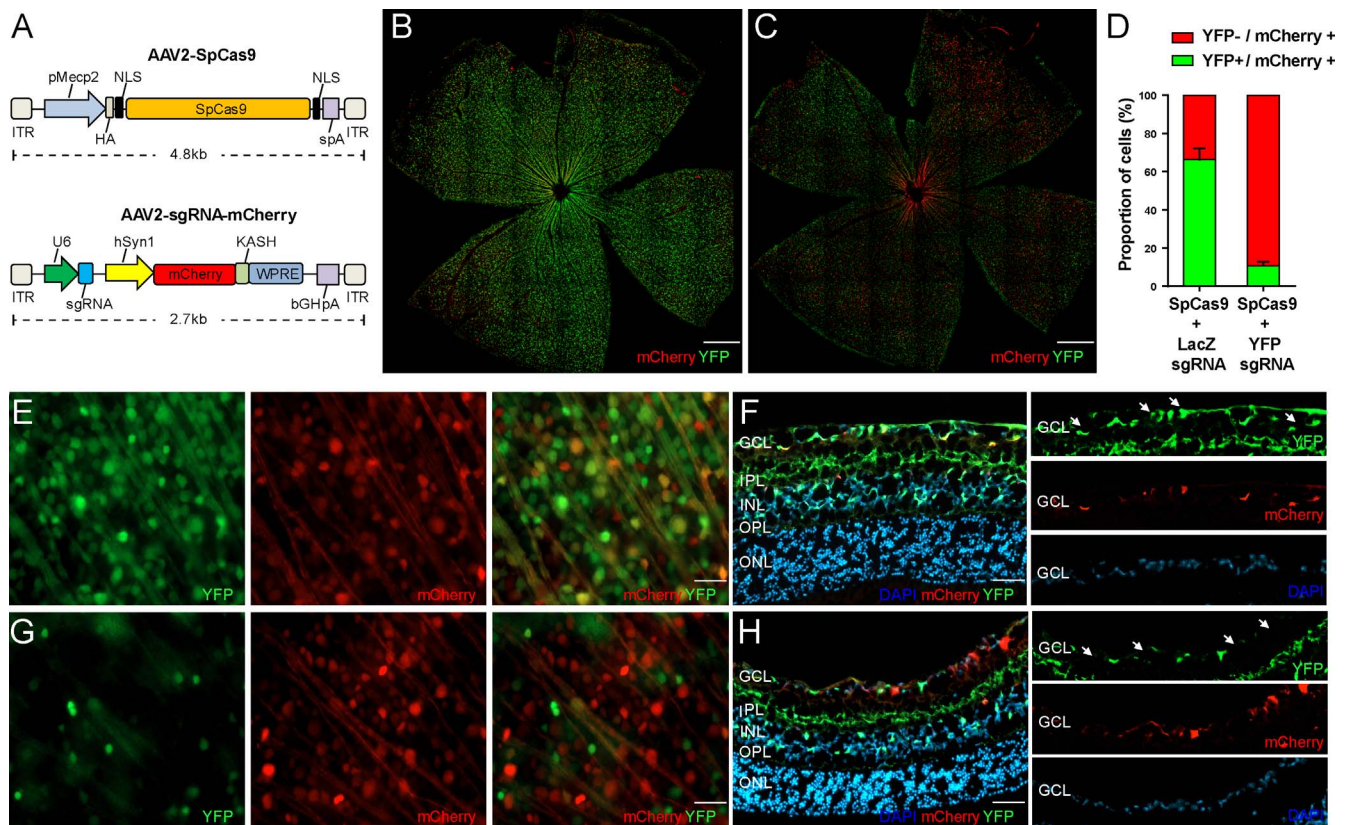 A
AAV2-SpCas9
pMecp2
NLS
NLS
SpCas9
ITR
HA
spA
ITR
4.8kb
AAV2-sgRNA-mCherry
U6
hSyn1
KASH
mCherry
WPRE
ITR
sgRNA
bGHpA
ITR
2.7kb
B
mCherry YFP
C
mCherry YFP
D
YFP- / mCherry +
YFP+ / mCherry +
Proportion of cells (%)
100
80
60
40
20
0
SpCas9 + LacZ sgRNA
SpCas9 + YFP sgRNA
E
YFP
mCherry
mCherry YFP
F
GCL
IPL
INL
OPL
ONL
DAPI mCherry YFP
GCL
YFP
GCL
mCherry
GCL
DAPI
G
YFP
mCherry
mCherry YFP
H
GCL
IPL
INL
OPL
ONL
DAPI mCherry YFP
GCL
YFP
GCL
mCherry
GCL
DAPI